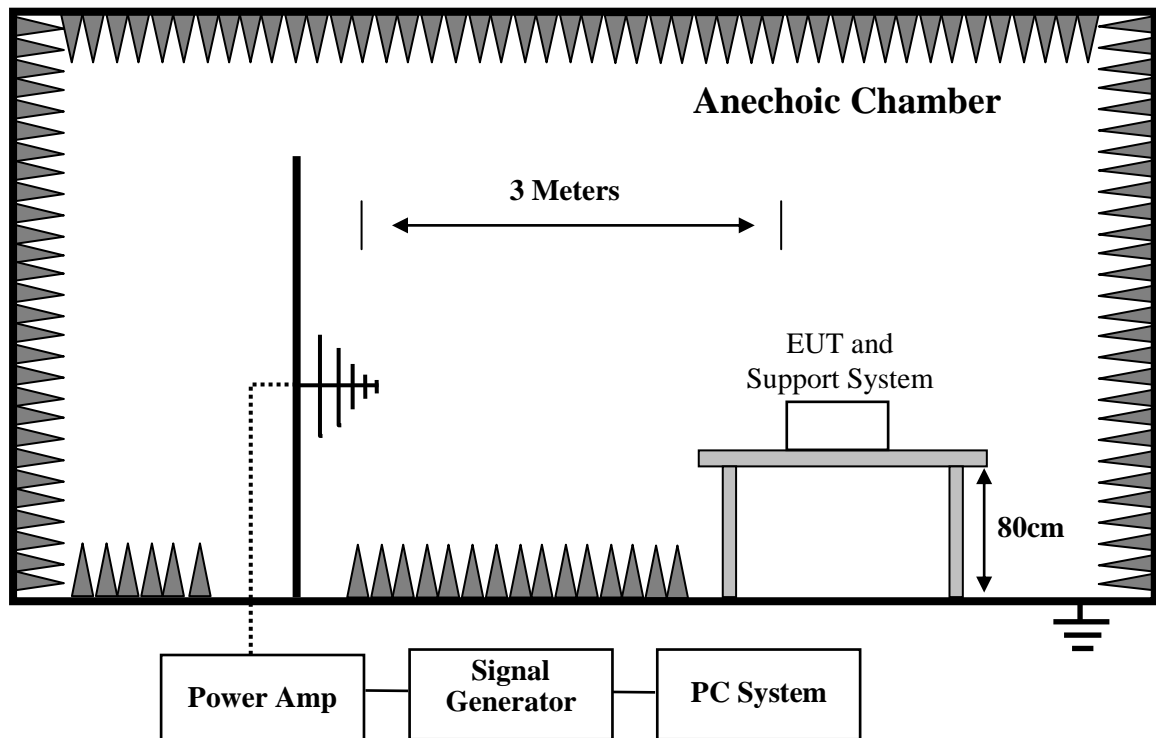 Anechoic Chamber
3 Meters
EUT and
Support System
80cm
Power Amp
Signal
Generator
PC System